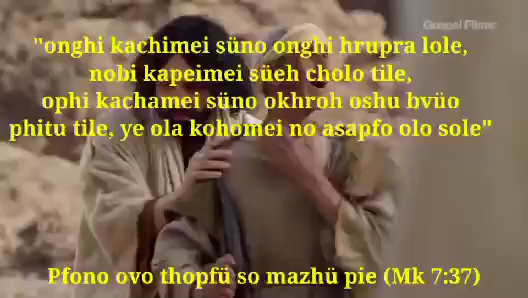 Gospel Films
"onghi kachimei süno onghi hrupra lole,
nobi kapeimei süeh cholo tile,
ophi kachamei süno okhroh oshu bvüo
phitu tile, ye ola kohomei no asapfo olo sole"
Pfono ovo thopfü so mazhü pie (Mk 7:37)